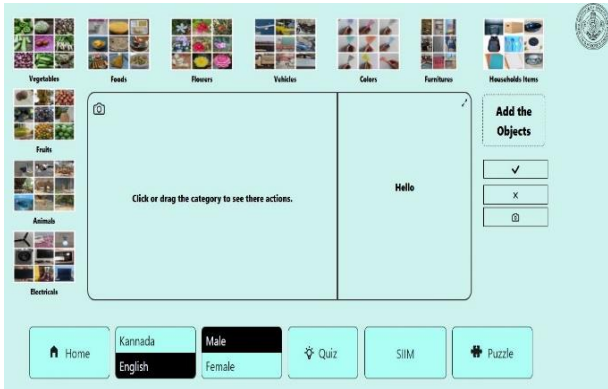 Vegetables
Foods
Flowers
Vehicles
Colors
Furnitures
Households Items
Fruits
Animals
Electricals
Click or drag the category to see there actions.
Hello
Add the
Objects
Home
Kannada
English
Male
Female
Quiz
SIIM
Puzzle